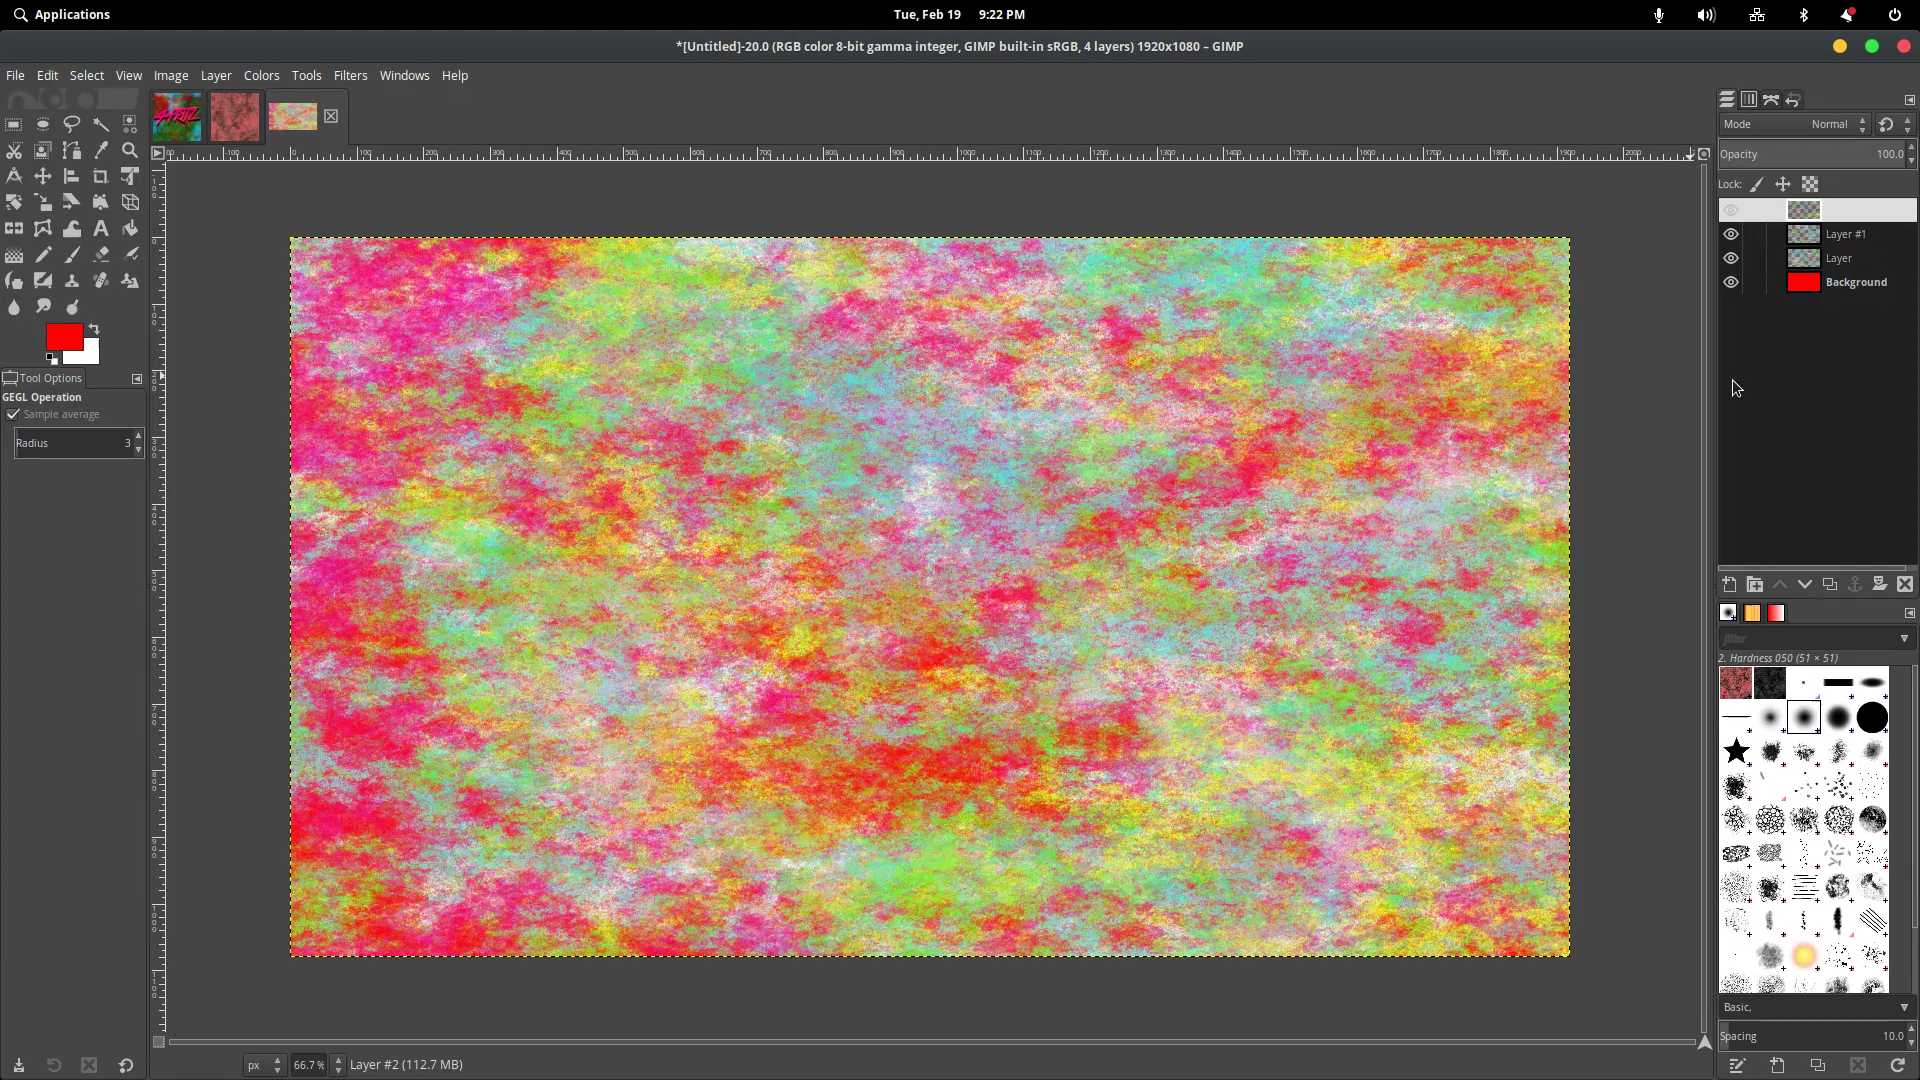 Applications
Tue, Feb 19 9:22 PM
*[Untitled]-20.0 (RGB color 8-bit gamma integer, GIMP built-in sRGB, 4 layers) 1920x1080 – GIMP
File Edit Select View Image Layer Colors Tools Filters Windows Help
Mode Normal
Opacity 100.0
Lock:
Layer #1
Layer
Background
Tool Options
GEGL Operation
Sample average
Radius 3
filter
2. Hardness 050 (51 × 51)
Basic,
Spacing 10.0
px 66.7 % Layer #2 (112.7 MB)